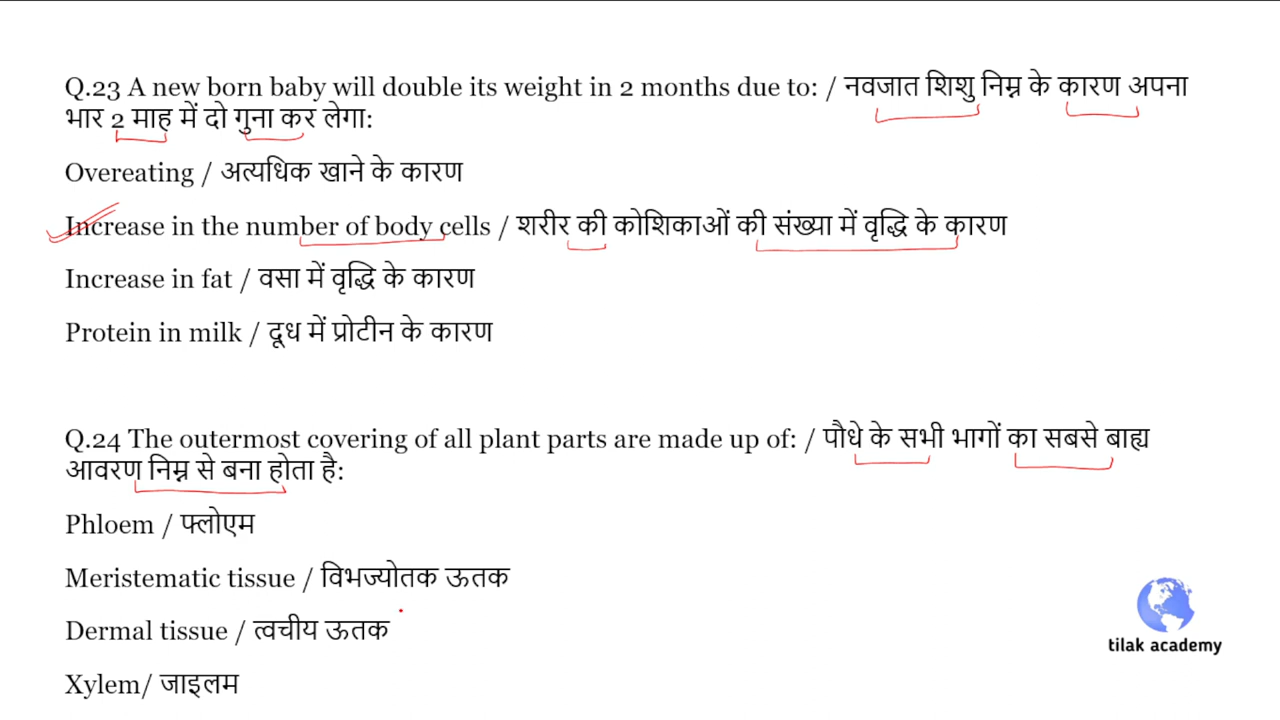 Q.23 A new born baby will double its weight in 2 months due to: / नवजात शिशु निम्न के कारण अपना
भार 2 माह में दो गुना कर लेगा:
Overeating / अत्यधिक खाने के कारण
Increase in the number of body cells / शरीर की कोशिकाओं की संख्या में वृद्धि के कारण
Increase in fat / वसा में वृद्धि के कारण
Protein in milk / दूध में प्रोटीन के कारण
Q.24 The outermost covering of all plant parts are made up of: / पौधे के सभी भागों का सबसे बाह्य
आवरण निम्न से बना होता है:
Phloem / फ्लोएम
Meristematic tissue / विभज्योतक ऊतक
Dermal tissue / त्वचीय ऊतक
Xylem/ जाइलम
tilak academy